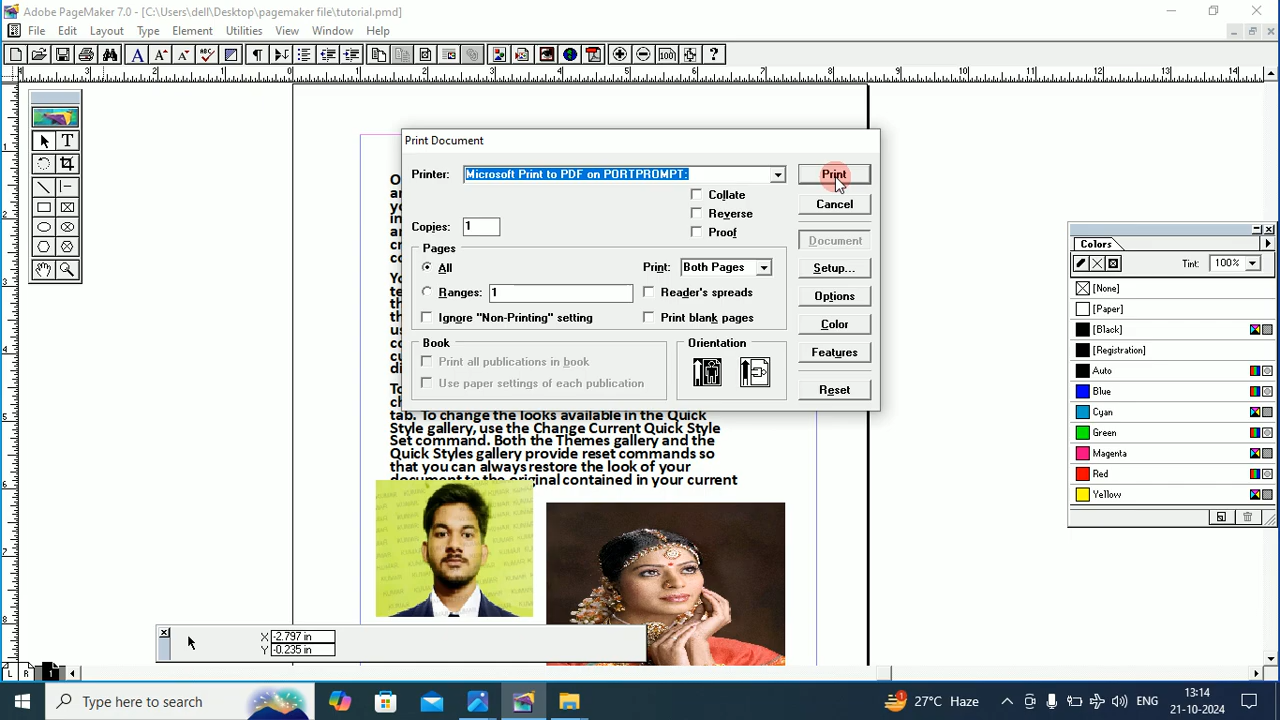 Adobe PageMaker 7.0 - [C:\Users\dell\Desktop\pagemaker file\tutorial.pmd]
File Edit Layout Type Element Utilities View Window Help
Print Document
Printer: Microsoft Print to PDF on PORTPROMPT: Print
Collate
Cancel
Reverse
Copies: 1 Proof
Document
Pages
All Print: Both Pages Setup...
Ranges: 1 Reader's spreads Options
Ignore "Non-Printing" setting Print blank pages Color
Book Orientation
Print all publications in book Features
Use paper settings of each publication Reset
tab. To change the looks available in the Quick
Style gallery, use the Change Current Quick Style
Set command. Both the Themes gallery and the
Quick Styles gallery provide reset commands so
that you can always restore the look of your
document to the original contained in your current
Colors
Tint: 100%
[None]
[Paper]
[Black]
[Registration]
Auto
Blue
Cyan
Green
Magenta
Red
Yellow
X -2.797 in
Y -0.235 in
L R 1
Type here to search
27°C Haze
ENG
13:14
21-10-2024